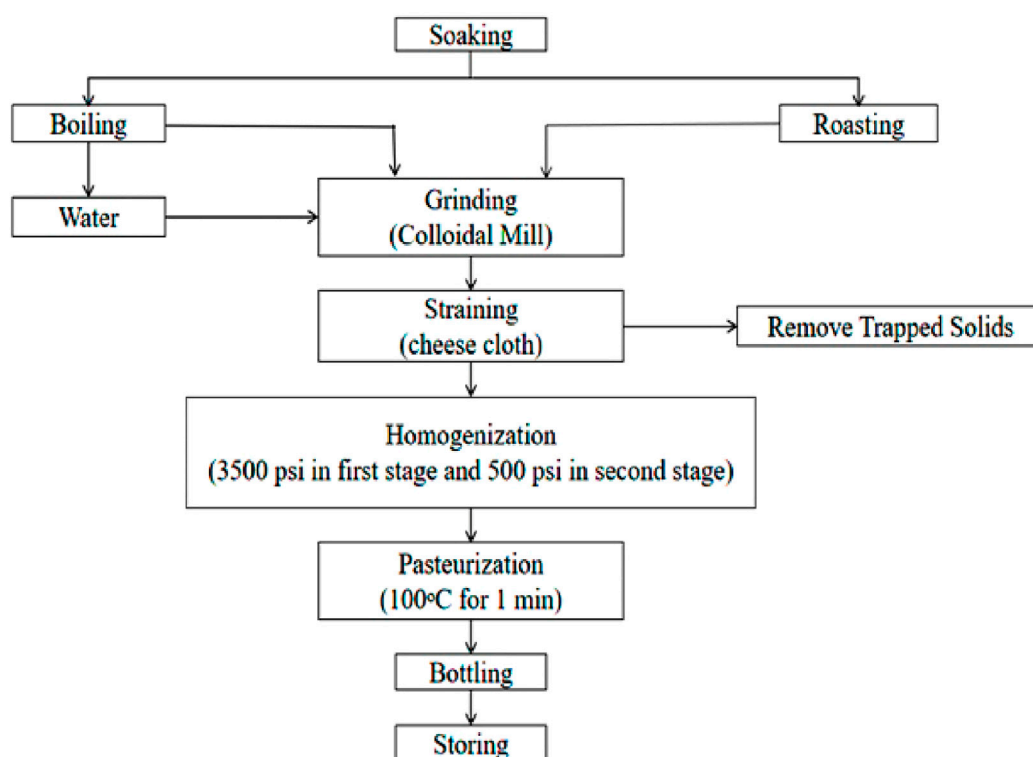 Soaking
Boiling
Roasting
Water
Grinding
(Colloidal Mill)
Straining
(cheese cloth)
Remove Trapped Solids
Homogenization
(3500 psi in first stage and 500 psi in second stage)
Pasteurization
(100°C for 1 min)
Bottling
Storing